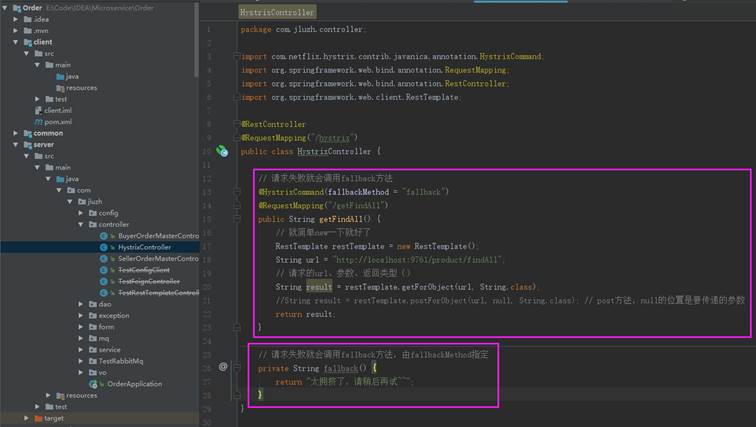 Order E:\Code\IDEA\Microservice\Order
.idea
.mvn
client
src
main
java
resources
test
client.iml
pom.xml
common
server
src
main
java
com
jluzh
config
controller
BuyerOrderMasterContro
HystrixController
SellerOrderMasterContro
TestConfigClient
TestFeignController
TestRestTemplateControll
dao
exception
form
mq
service
TestRabbitMq
vo
OrderApplication
resources
test
target
HystrixController
1 package com.jluzh.controller;
2
3 import com.netflix.hystrix.contrib.javanica.annotation.HystrixCommand;
4 import org.springframework.web.bind.annotation.RequestMapping;
5 import org.springframework.web.bind.annotation.RestController;
6 import org.springframework.web.client.RestTemplate;
7
8 @RestController
9 @RequestMapping("/hystrix")
10 public class HystrixController {
11
12 // 请求失败就会调用fallback方法
13 @HystrixCommand(fallbackMethod = "fallback")
14 @RequestMapping("/getFindAll")
15 public String getFindAll() {
16 // 就简单new一下就好了
17 RestTemplate restTemplate = new RestTemplate();
18 String url = "http://localhost:9761/product/findAll";
19 // 请求的url、参数、返回类型 ()
20 String result = restTemplate.getForObject(url, String.class);
21 //String result = restTemplate.postForObject(url, null, String.class); // post方法，null的位置是要传递的参数
22 return result;
23 }
24
25 // 请求失败就会调用fallback方法，由fallbackMethod指定
26 @ private String fallback() {
27 return "太拥挤了，请稍后再试~~";
28 }
29 }
30